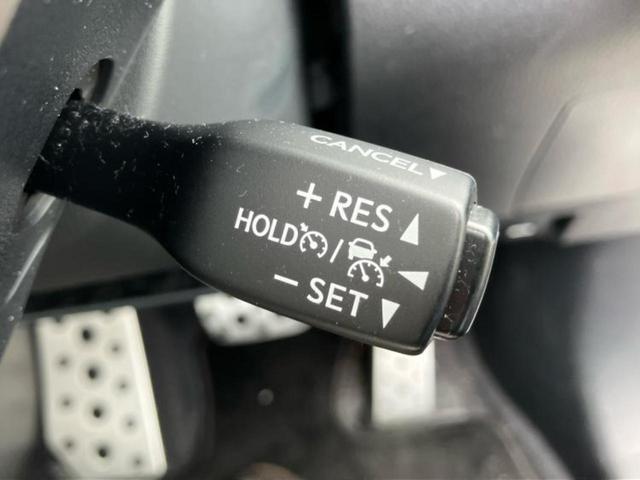 CANCEL▼
+ RES ▲
HOLD / ◀
− SET ▼